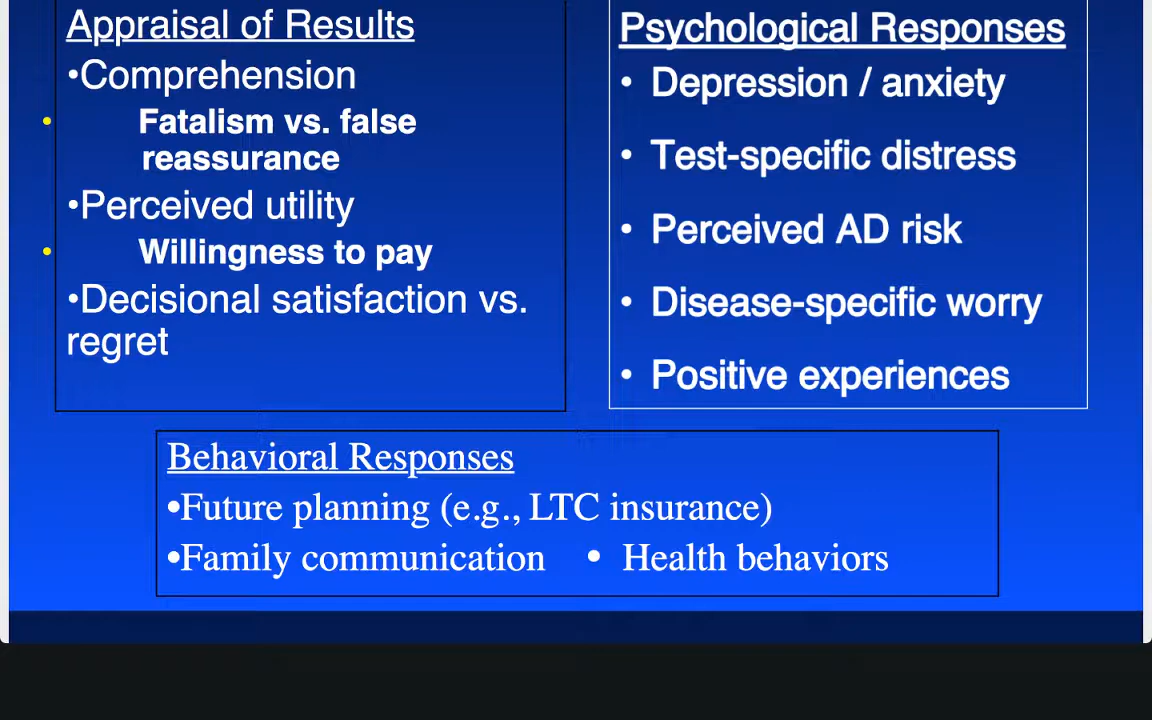 Appraisal of Results
•Comprehension
• Fatalism vs. false
reassurance
•Perceived utility
• Willingness to pay
•Decisional satisfaction vs.
regret
Psychological Responses
• Depression / anxiety
• Test-specific distress
• Perceived AD risk
• Disease-specific worry
• Positive experiences
Behavioral Responses
•Future planning (e.g., LTC insurance)
•Family communication • Health behaviors